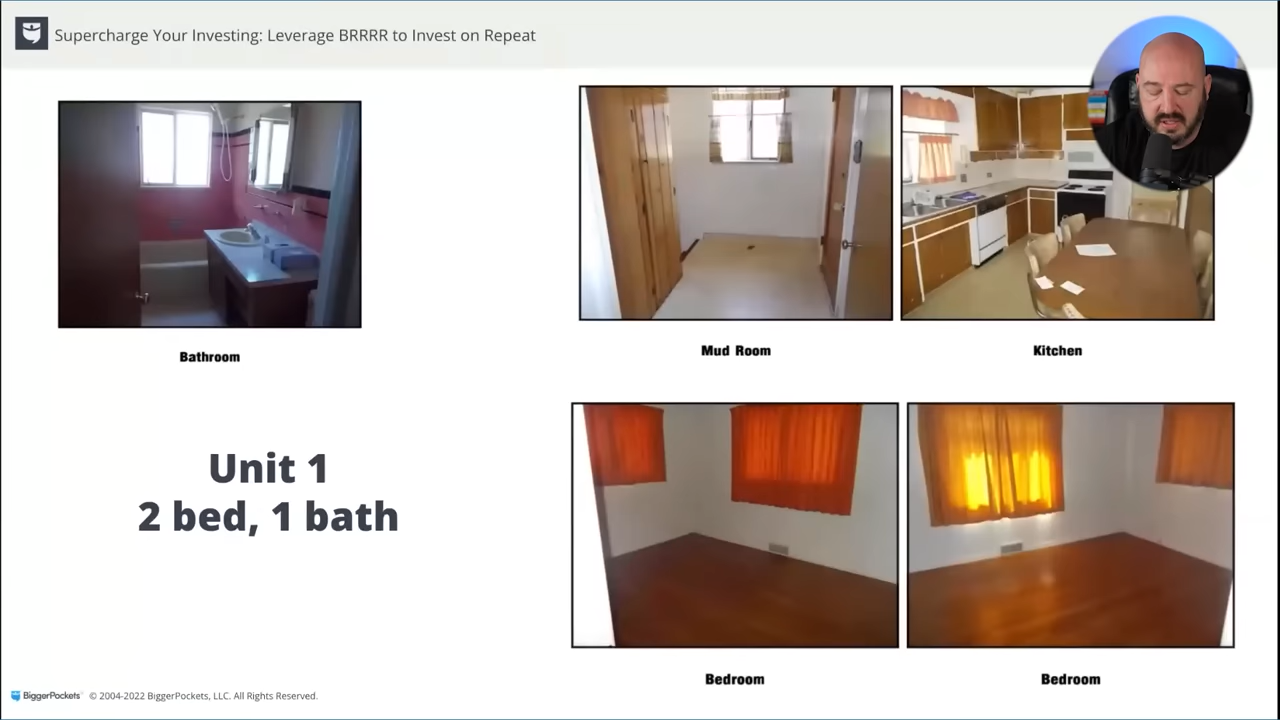 Supercharge Your Investing: Leverage BRRRR to Invest on Repeat
Bathroom
Mud Room
Kitchen
Unit 1
2 bed, 1 bath
Bedroom
Bedroom
BiggerPockets © 2004-2022 BiggerPockets, LLC. All Rights Reserved.